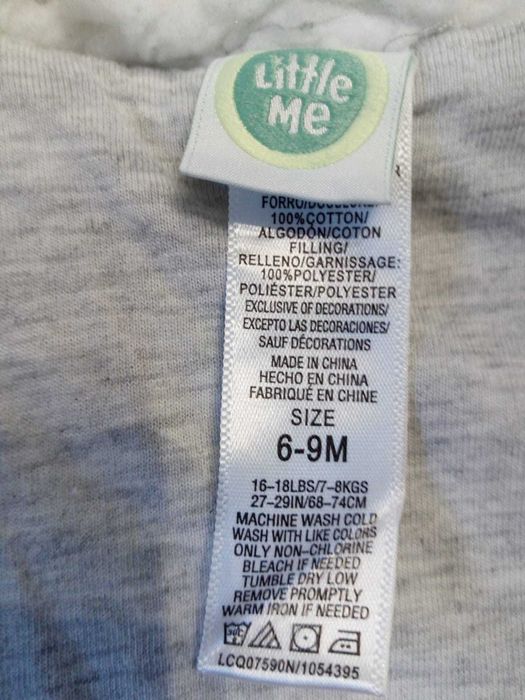 Little
Me
100%COTTON/
ALGODÓN/COTON
FILLING/
RELLENO/GARNISSAGE:
100%POLYESTER/
POLIÉSTER/POLYESTER
EXCLUSIVE OF DECORATIONS/
EXCEPTO LAS DECORACIONES/
SAUF DÉCORATIONS
MADE IN CHINA
HECHO EN CHINA
FABRIQUÉ EN CHINE
SIZE
6-9M
16-18LBS/7-8KGS
27-29IN/68-74CM
MACHINE WASH COLD
WASH WITH LIKE COLORS
ONLY NON-CHLORINE
BLEACH IF NEEDED
TUMBLE DRY LOW
REMOVE PROMPTLY
WARM IRON IF NEEDED
LCQ07590N/1054395